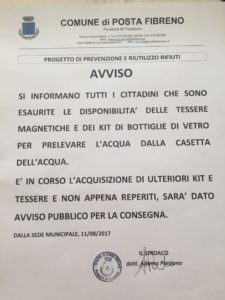 COMUNE di POSTA FIBRENO
Provincia di Frosinone
PROGETTO DI PREVENZIONE E RIUTILIZZO RIFIUTI
AVVISO
SI INFORMANO TUTTI I CITTADINI CHE SONO
ESAURITE LE DISPONIBILITA' DELLE TESSERE
MAGNETICHE E DEI KIT DI BOTTIGLIE DI VETRO
PER PRELEVARE L'ACQUA DALLA CASETTA
DELL'ACQUA.
E' IN CORSO L'ACQUISIZIONE DI ULTERIORI KIT E
TESSERE E NON APPENA REPERITI, SARA' DATO
AVVISO PUBBLICO PER LA CONSEGNA.
DALLA SEDE MUNICIPALE, 11/08/2017
IL SINDACO
dott. Adamo Pantano